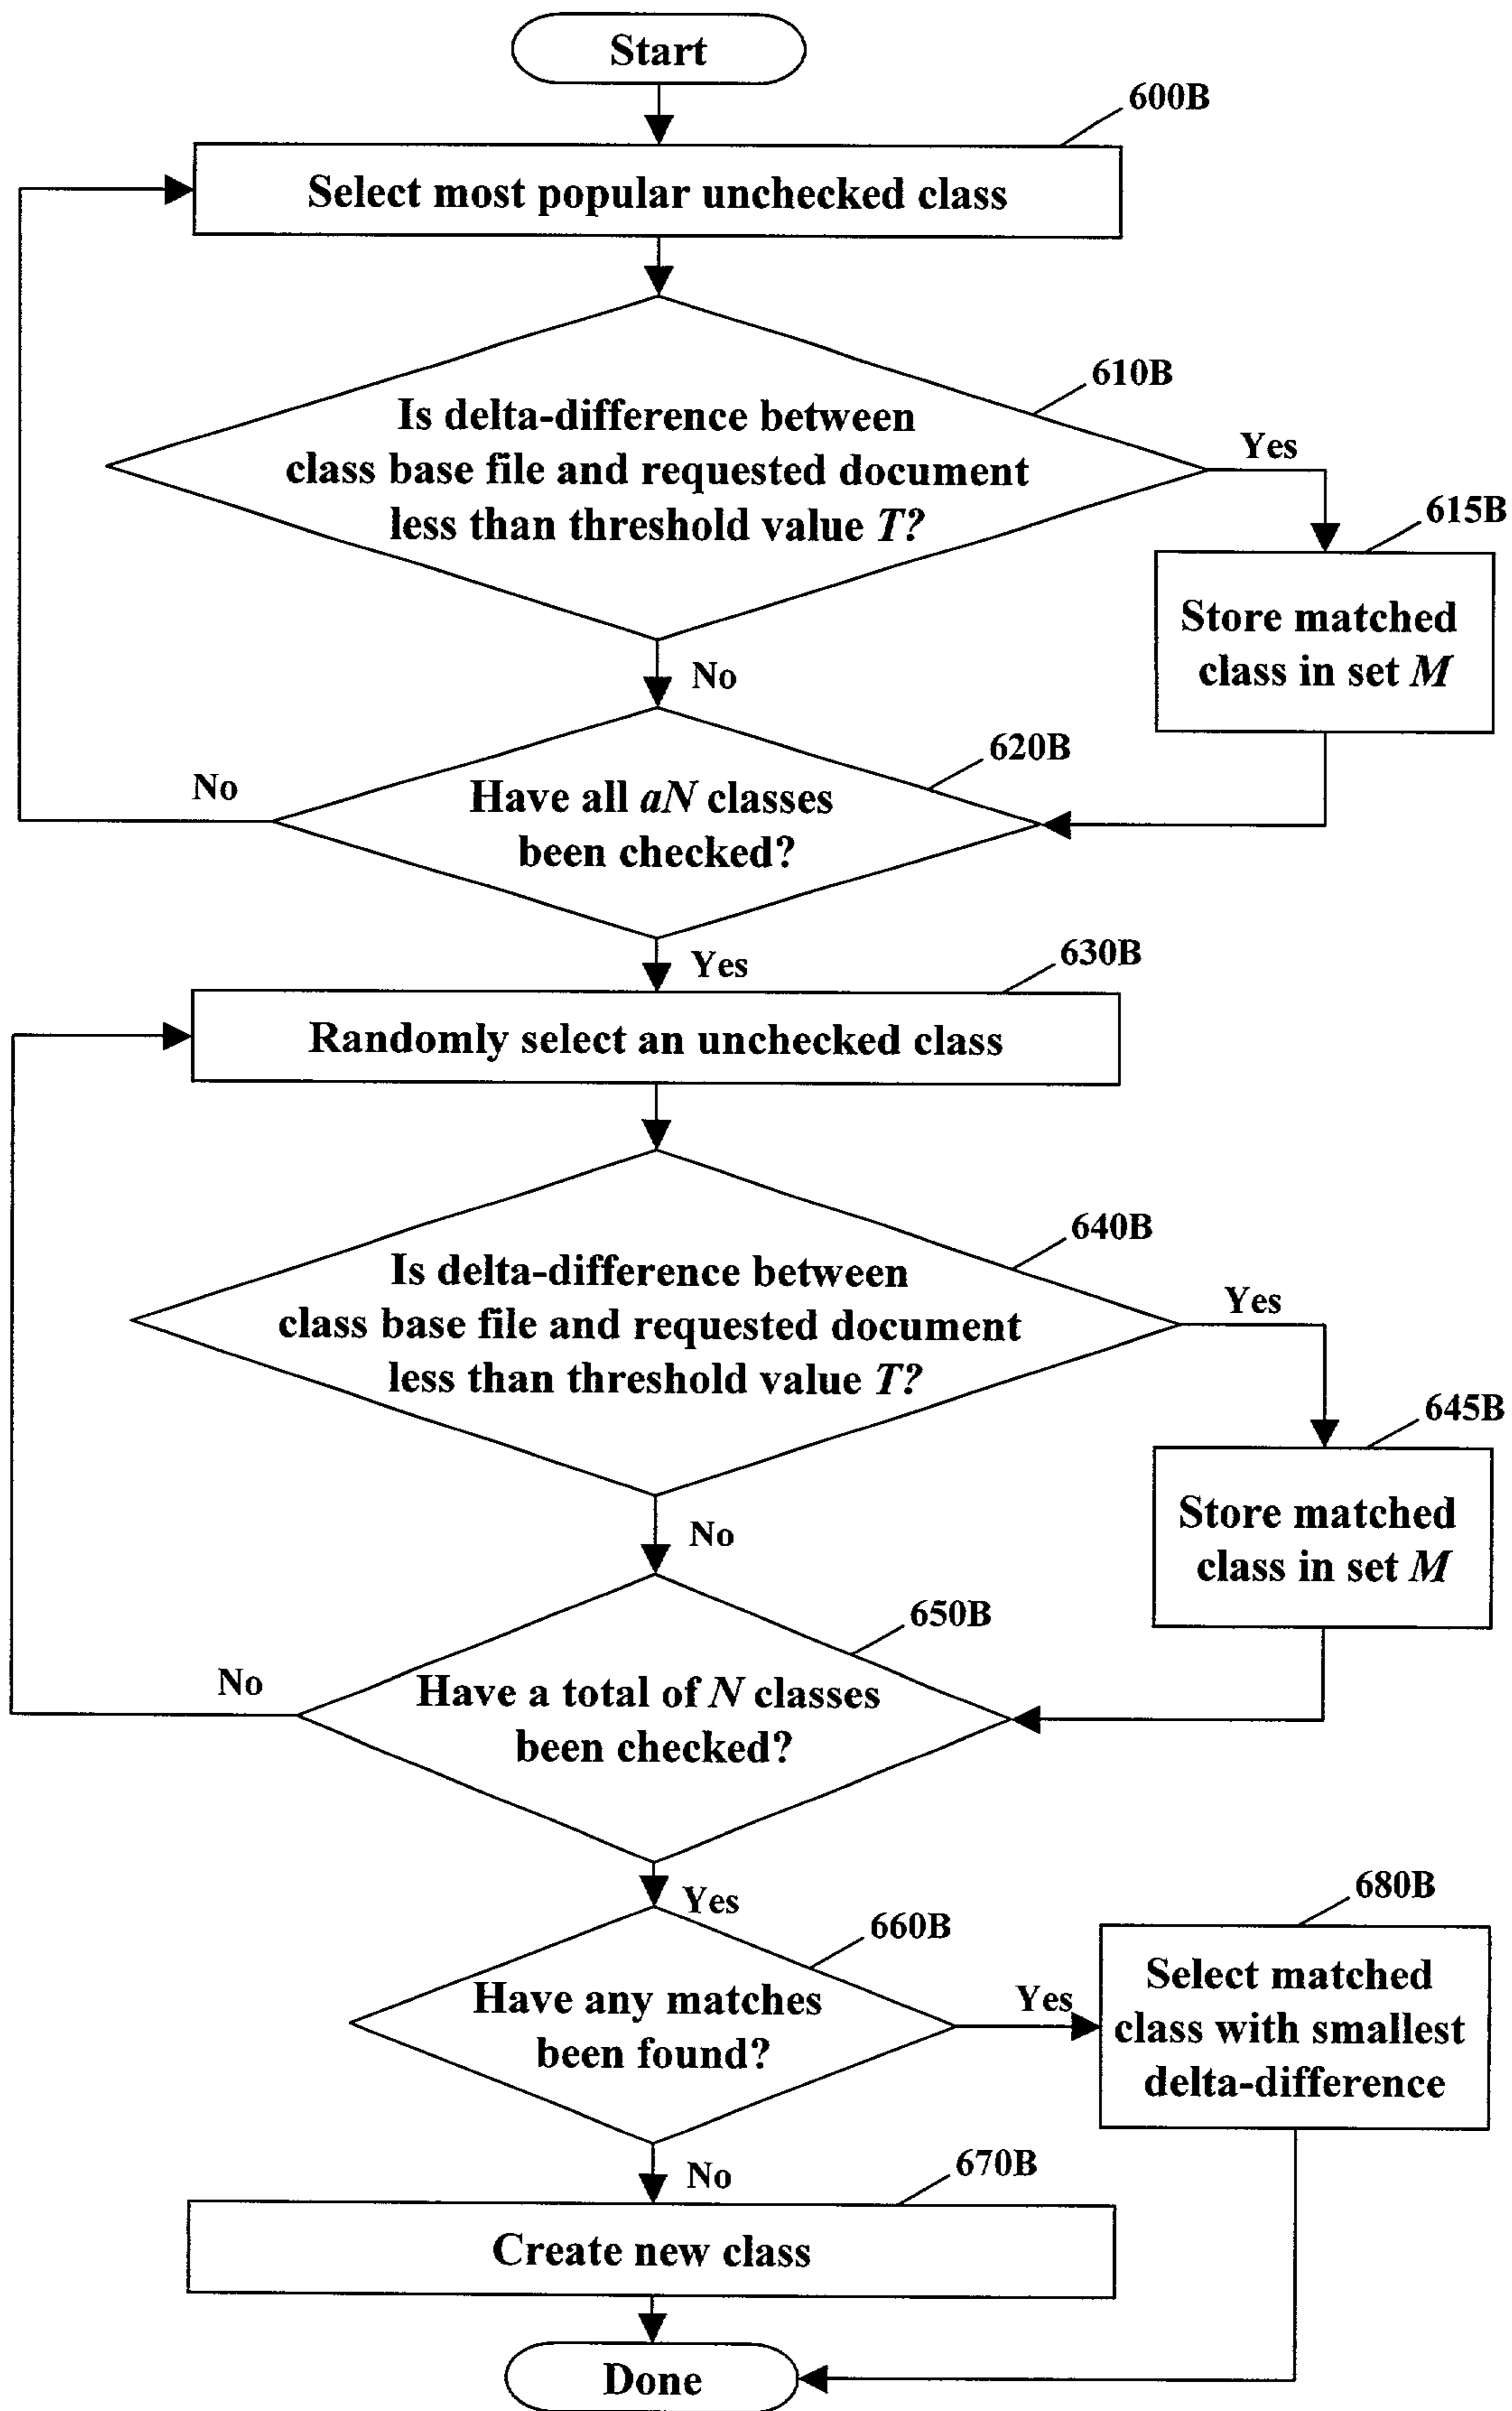 Start
600B
Select most popular unchecked class
610B
Is delta-difference between
class base file and requested document
less than threshold value T?
Yes
615B
Store matched
class in set M
No
620B
Have all aN classes
been checked?
No
Yes
630B
Randomly select an unchecked class
640B
Is delta-difference between
class base file and requested document
less than threshold value T?
Yes
645B
Store matched
class in set M
No
650B
Have a total of N classes
been checked?
No
Yes
660B
Have any matches
been found?
Yes
680B
Select matched
class with smallest
delta-difference
No
670B
Create new class
Done